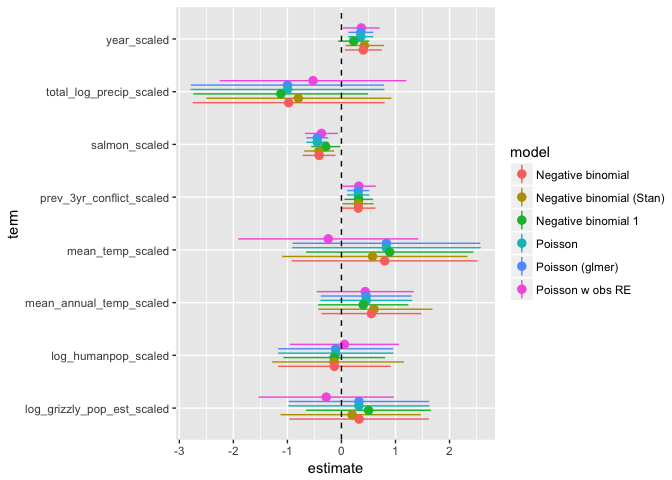 year_scaled
total_log_precip_scaled
salmon_scaled
prev_3yr_conflict_scaled
mean_temp_scaled
mean_annual_temp_scaled
log_humanpop_scaled
log_grizzly_pop_est_scaled
term
-3 -2 -1 0 1 2
estimate
model
Negative binomial
Negative binomial (Stan)
Negative binomial 1
Poisson
Poisson (glmer)
Poisson w obs RE